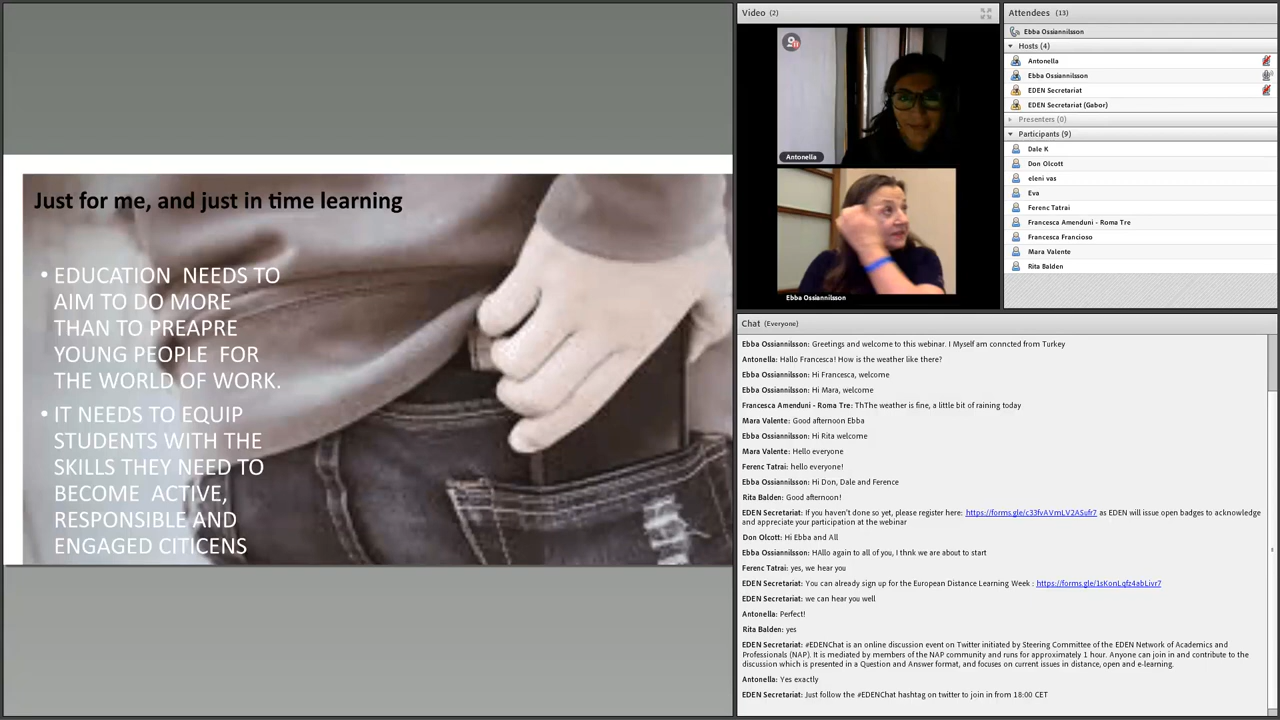 Just for me, and just in time learning
• EDUCATION NEEDS TO
AIM TO DO MORE
THAN TO PREAPRE
YOUNG PEOPLE FOR
THE WORLD OF WORK.
• IT NEEDS TO EQUIP
STUDENTS WITH THE
SKILLS THEY NEED TO
BECOME ACTIVE,
RESPONSIBLE AND
ENGAGED CITICENS
Video (2)
Antonella
Ebba Ossiannilsson
Attendees (13)
Ebba Ossiannilsson
Hosts (4)
Antonella
Ebba Ossiannilsson
EDEN Secretariat
EDEN Secretariat (Gabor)
Presenters (0)
Participants (9)
Dale K
Don Olcott
eleni vas
Eva
Ferenc Tatrai
Francesca Amenduni - Roma Tre
Francesca Francioso
Mara Valente
Rita Balden
Chat (Everyone)
Ebba Ossiannilsson: Greetings and welcome to this webinar. I Myself am conncted from Turkey
Antonella: Hallo Francesca! How is the weather like there?
Ebba Ossiannilsson: Hi Francesca, welcome
Ebba Ossiannilsson: Hi Mara, welcome
Francesca Amenduni - Roma Tre: ThThe weather is fine, a little bit of raining today
Mara Valente: Good afternoon Ebba
Ebba Ossiannilsson: Hi Rita welcome
Mara Valente: Hello everyone
Ferenc Tatrai: hello everyone!
Ebba Ossiannilsson: Hi Don, Dale and Ference
Rita Balden: Good afternoon!
EDEN Secretariat: If you haven't done so yet, please register here: https://forms.gle/c33fvAVmLV2ASufr7 as EDEN will issue open badges to acknowledge
and appreciate your participation at the webinar
Don Olcott: Hi Ebba and All
Ebba Ossiannilsson: HAllo again to all of you, I thnk we are about to start
Ferenc Tatrai: yes, we hear you
EDEN Secretariat: You can already sign up for the European Distance Learning Week : https://forms.gle/1sKonLqfz4abLivr7
EDEN Secretariat: we can hear you well
Antonella: Perfect!
Rita Balden: yes
EDEN Secretariat: #EDENChat is an online discussion event on Twitter initiated by Steering Committee of the EDEN Network of Academics and
Professionals (NAP). It is mediated by members of the NAP community and runs for approximately 1 hour. Anyone can join in and contribute to the
discussion which is presented in a Question and Answer format, and focuses on current issues in distance, open and e-learning.
Antonella: Yes exactly
EDEN Secretariat: Just follow the #EDENChat hashtag on twitter to join in from 18:00 CET